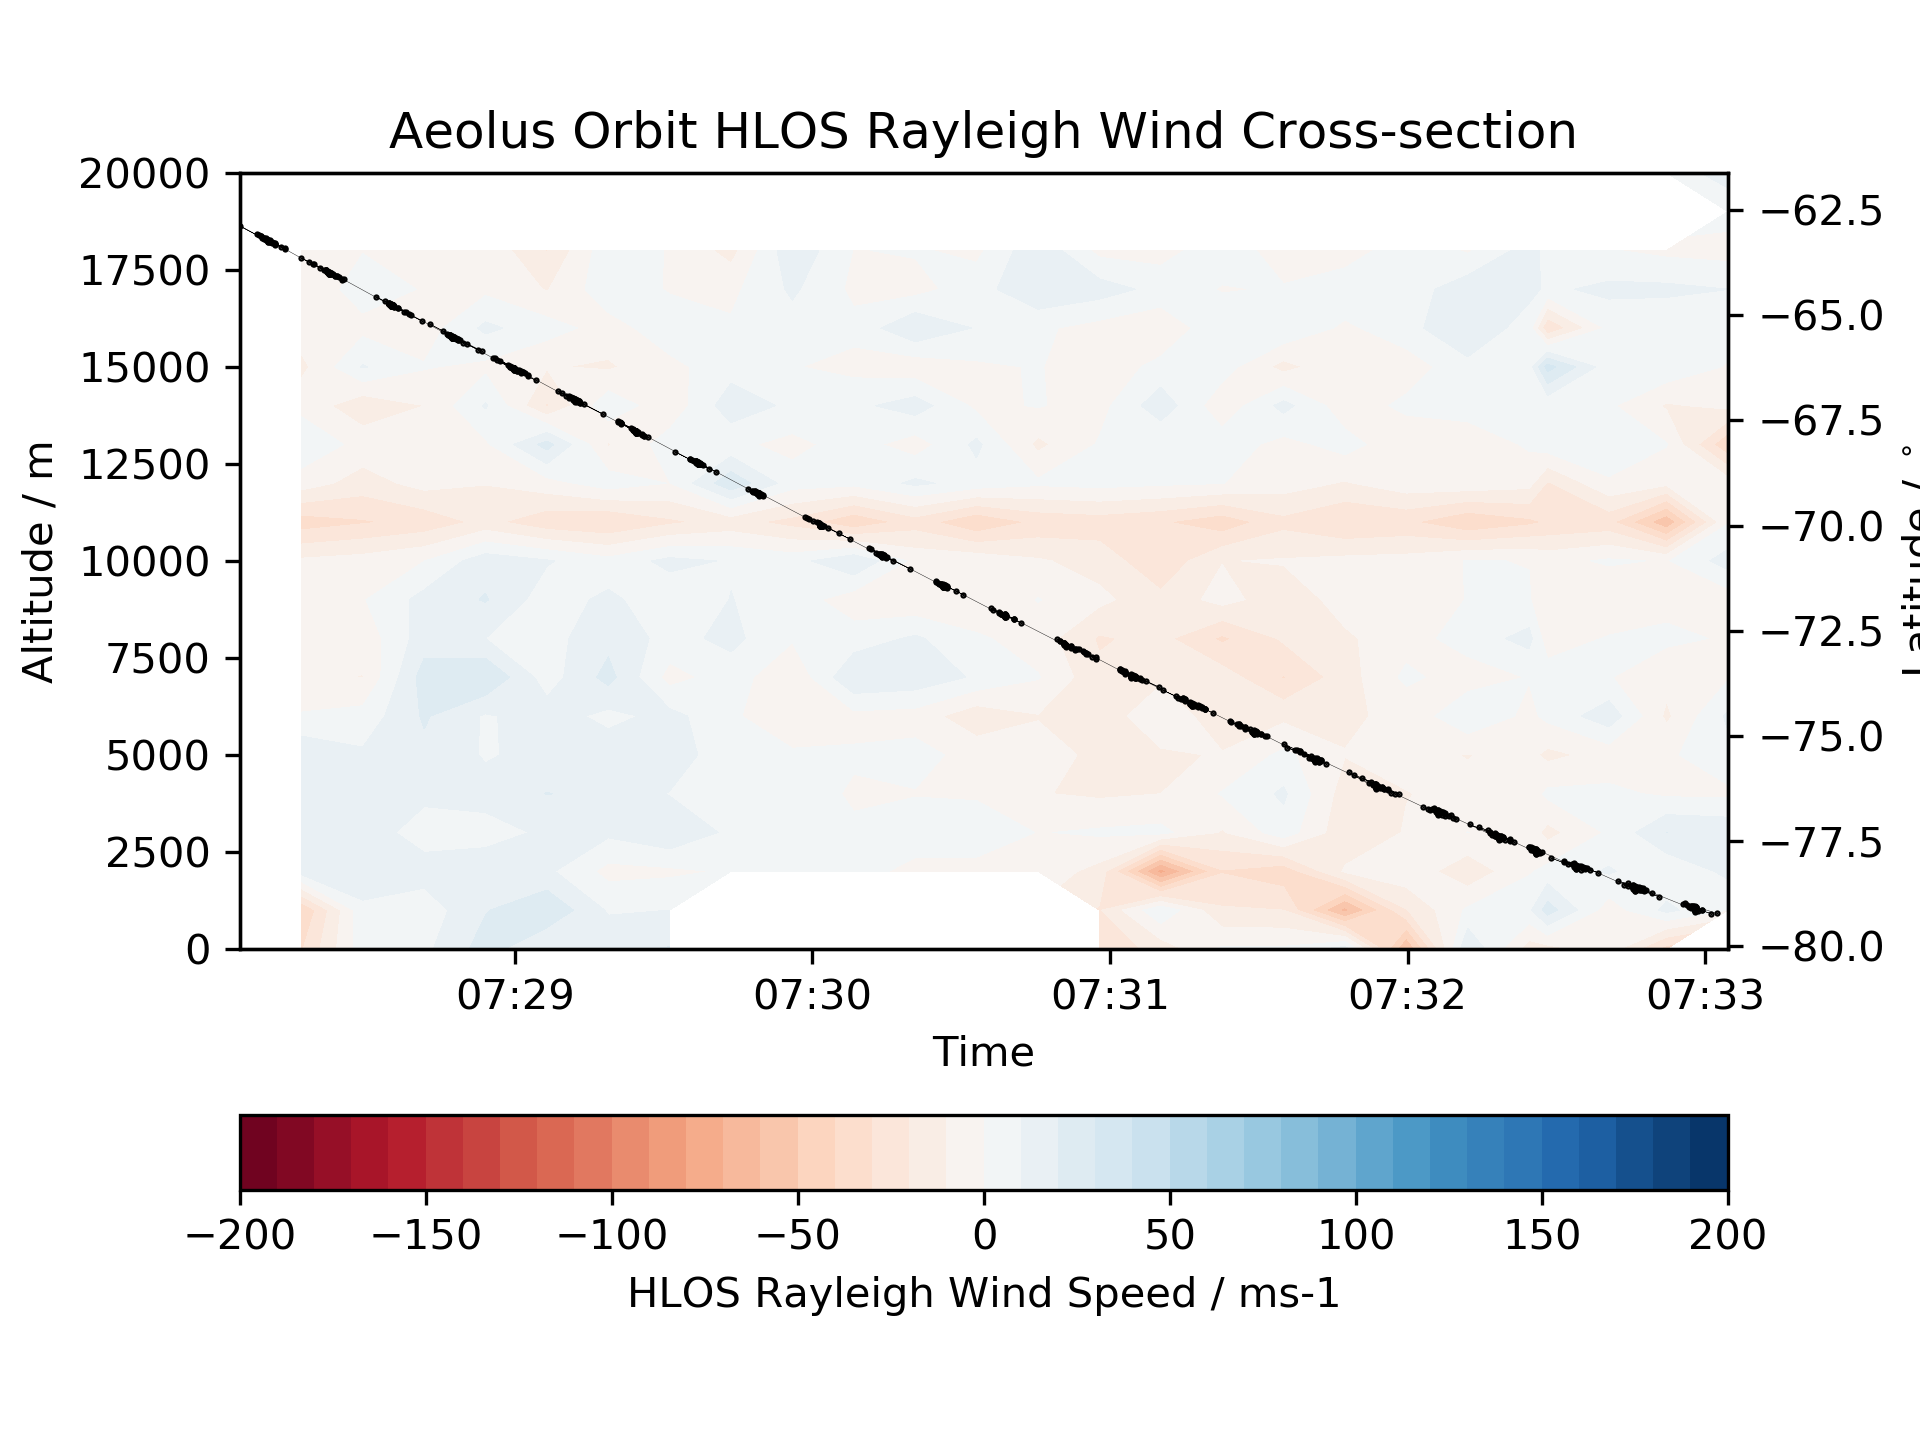 Aeolus Orbit HLOS Rayleigh Wind Cross-section
20000
17500
15000
12500
10000
7500
5000
2500
0
Altitude / m
−62.5
−65.0
−67.5
−70.0
−72.5
−75.0
−77.5
−80.0
Latitude / °
07:29 07:30 07:31 07:32 07:33
Time
−200 −150 −100 −50 0 50 100 150 200
HLOS Rayleigh Wind Speed / ms-1